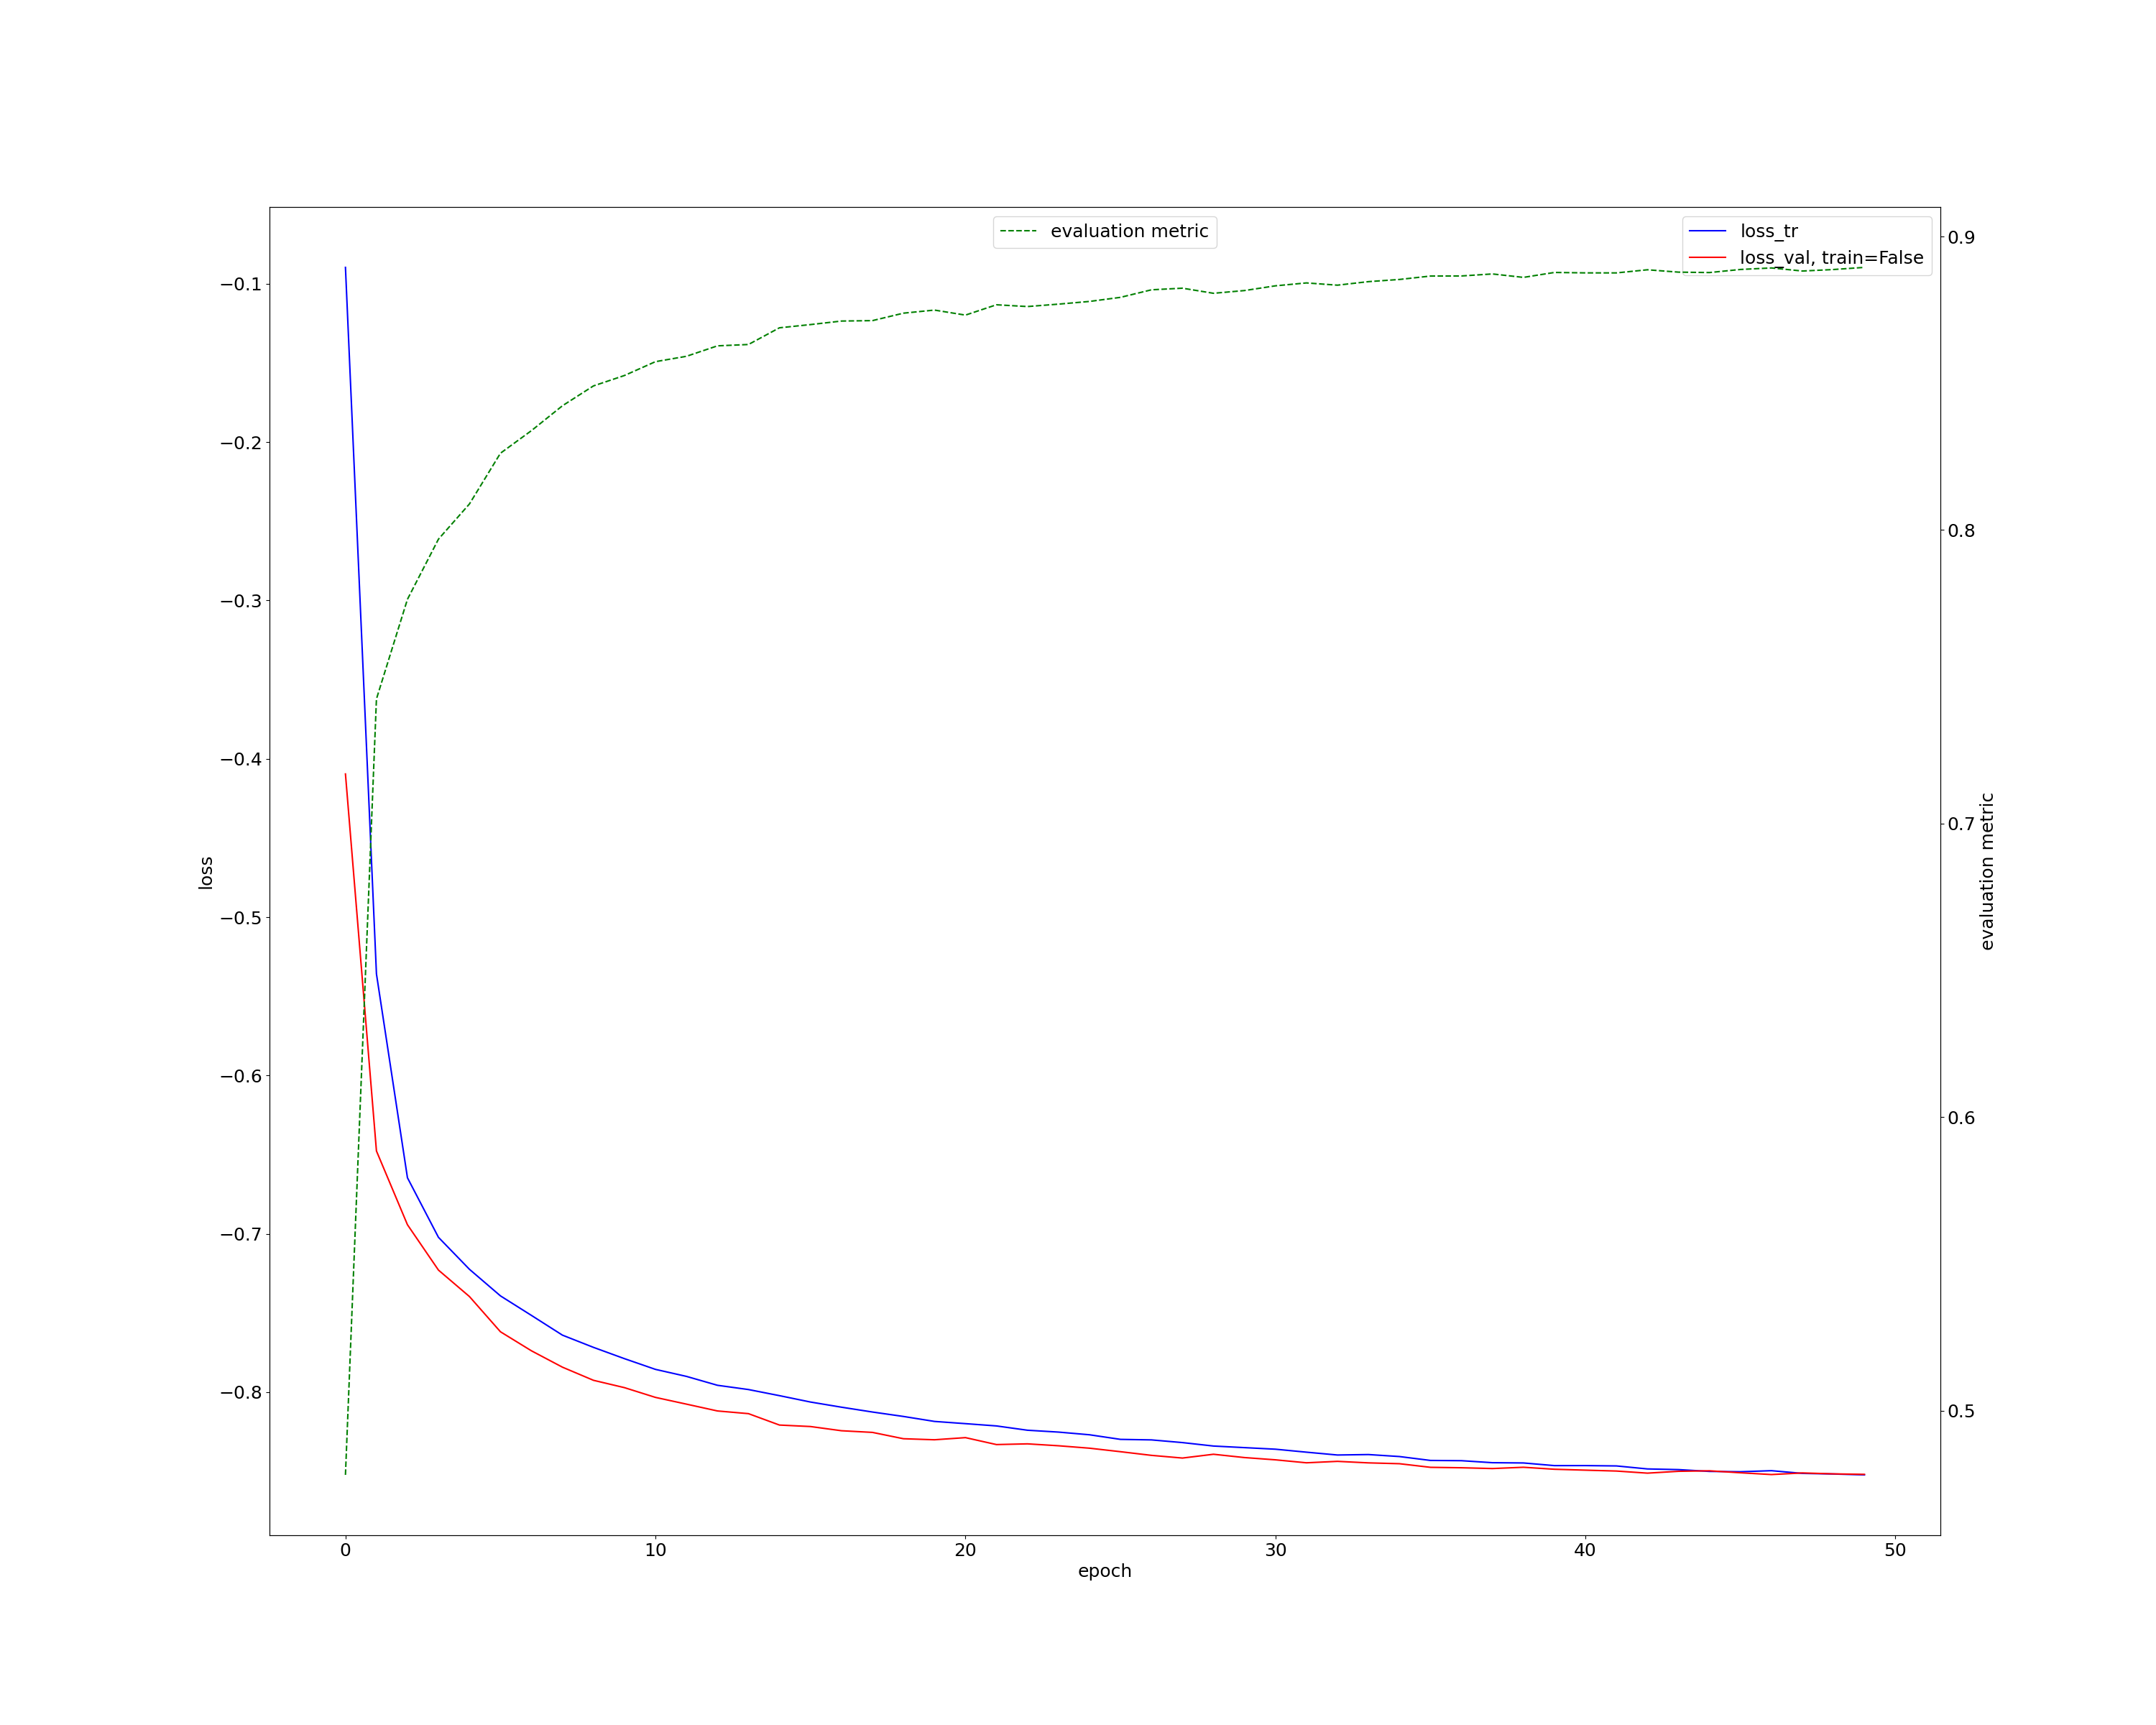 evaluation metric
loss_tr
loss_val, train=False
−0.1
−0.2
−0.3
−0.4
−0.5
−0.6
−0.7
−0.8
loss
0.9
0.8
0.7
0.6
0.5
evaluation metric
0 10 20 30 40 50
epoch